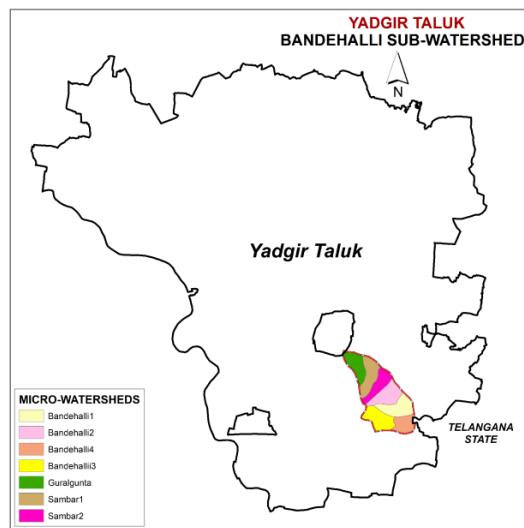 YADGIR TALUK
BANDEHALLI SUB-WATERSHED
N
Yadgir Taluk
TELANGANA
STATE
MICRO-WATERSHEDS
Bandehalli1
Bandehalli2
Bandehalli4
Bandehallii3
Guralgunta
Sambar1
Sambar2